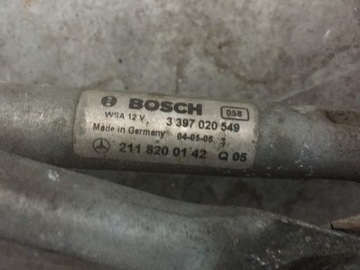 BOSCH 058
WSA 12 V 3 397 020 549
Made in Germany 04-05-05 3
211 820 01 42 Q 05